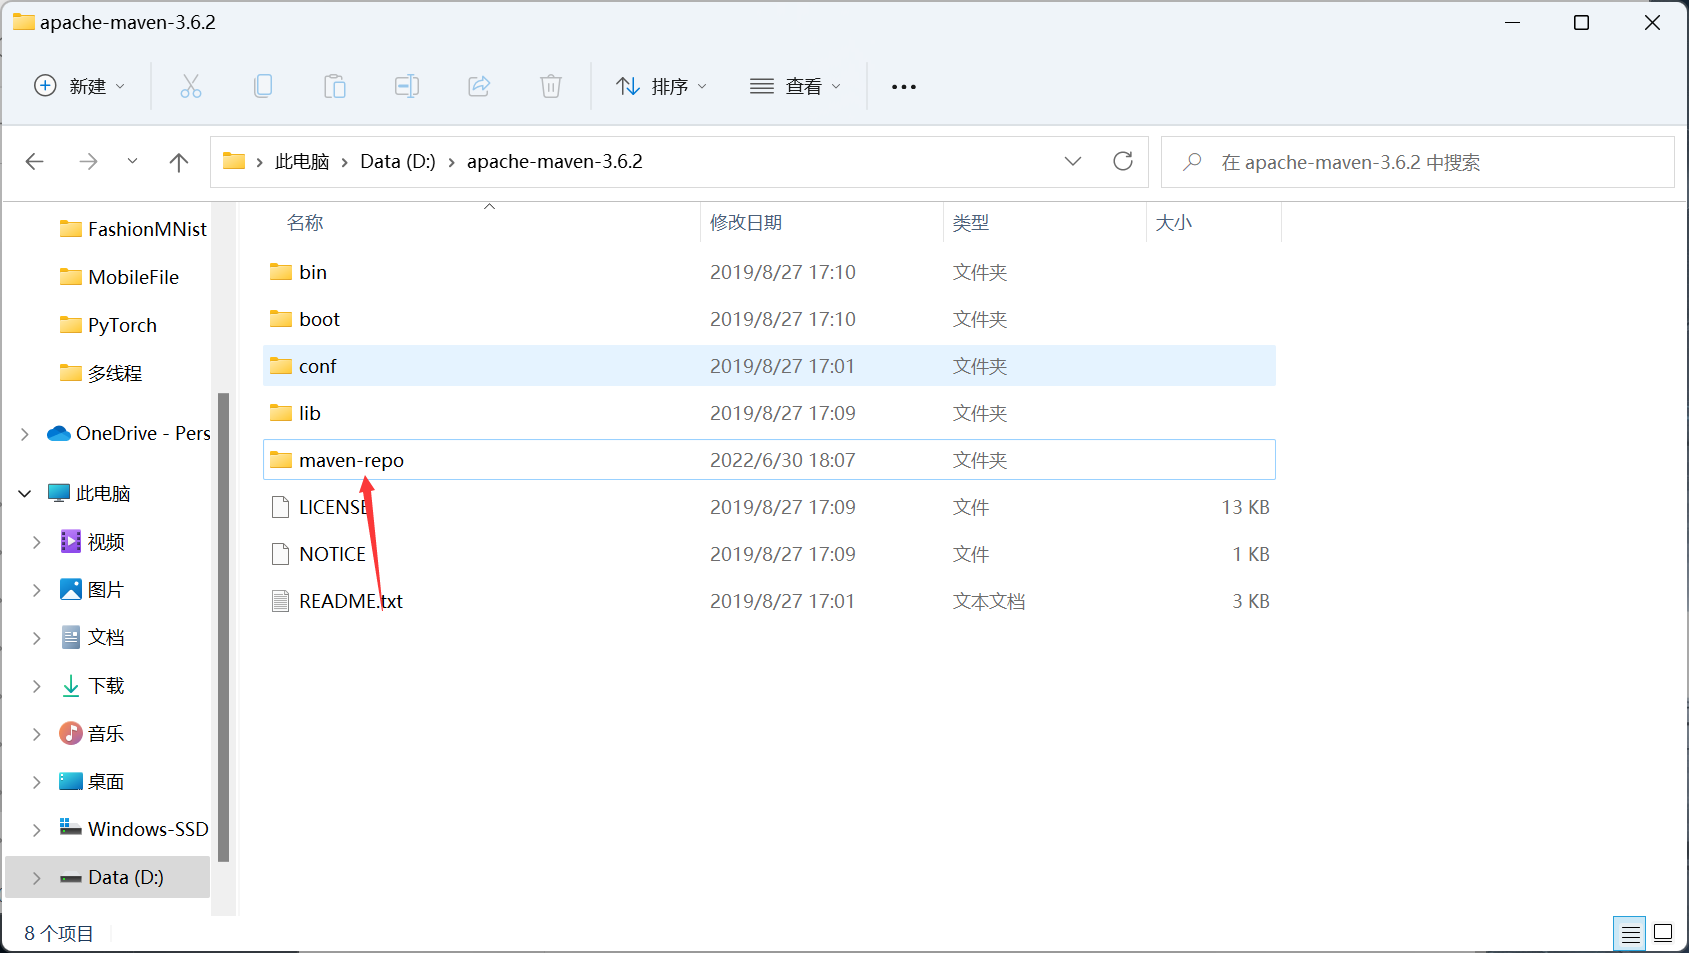 apache-maven-3.6.2
新建 排序 查看
此电脑 Data (D:) apache-maven-3.6.2
在 apache-maven-3.6.2 中搜索
FashionMNist
MobileFile
PyTorch
多线程
OneDrive - Pers
此电脑
视频
图片
文档
下载
音乐
桌面
Windows-SSD
Data (D:)
名称 修改日期 类型 大小
bin 2019/8/27 17:10 文件夹
boot 2019/8/27 17:10 文件夹
conf 2019/8/27 17:01 文件夹
lib 2019/8/27 17:09 文件夹
maven-repo 2022/6/30 18:07 文件夹
LICENSE 2019/8/27 17:09 文件 13 KB
NOTICE 2019/8/27 17:09 文件 1 KB
README.txt 2019/8/27 17:01 文本文档 3 KB
8 个项目